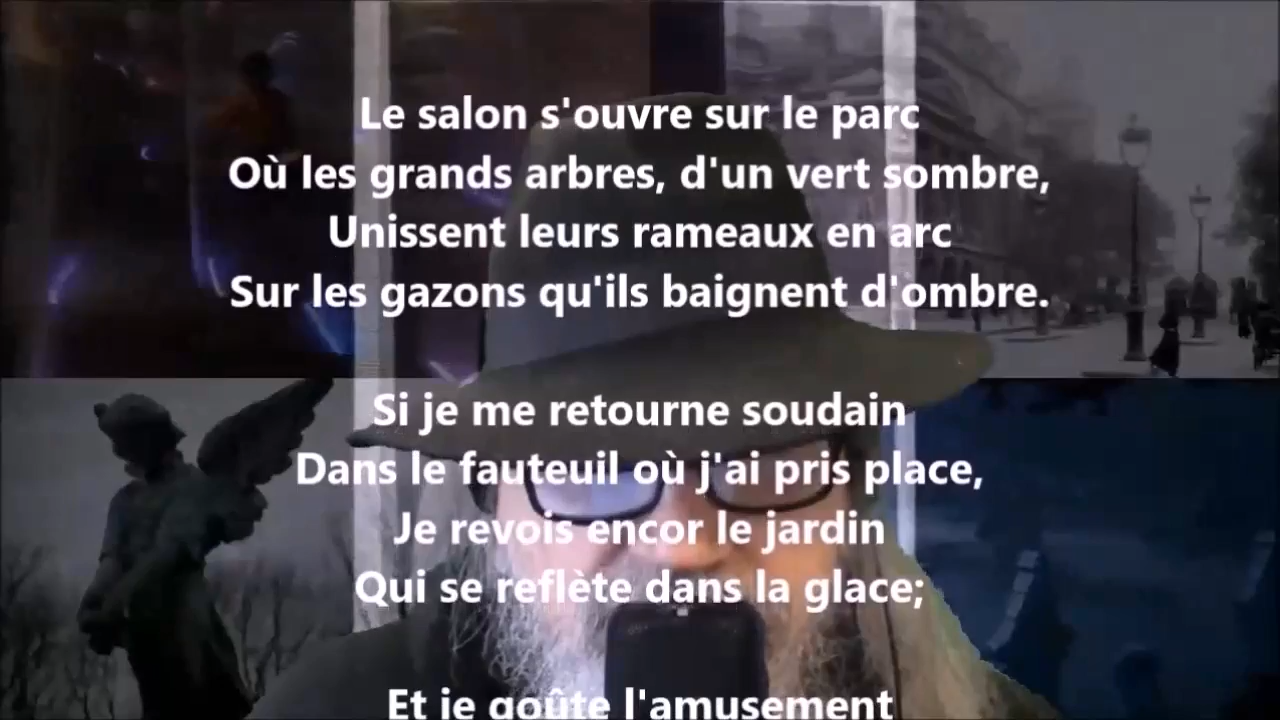 Le salon s'ouvre sur le parc
Où les grands arbres, d'un vert sombre,
Unissent leurs rameaux en arc
Sur les gazons qu'ils baignent d'ombre.
Si je me retourne soudain
Dans le fauteuil où j'ai pris place,
Je revois encor le jardin
Qui se reflète dans la glace;
Et je goûte l'amusement